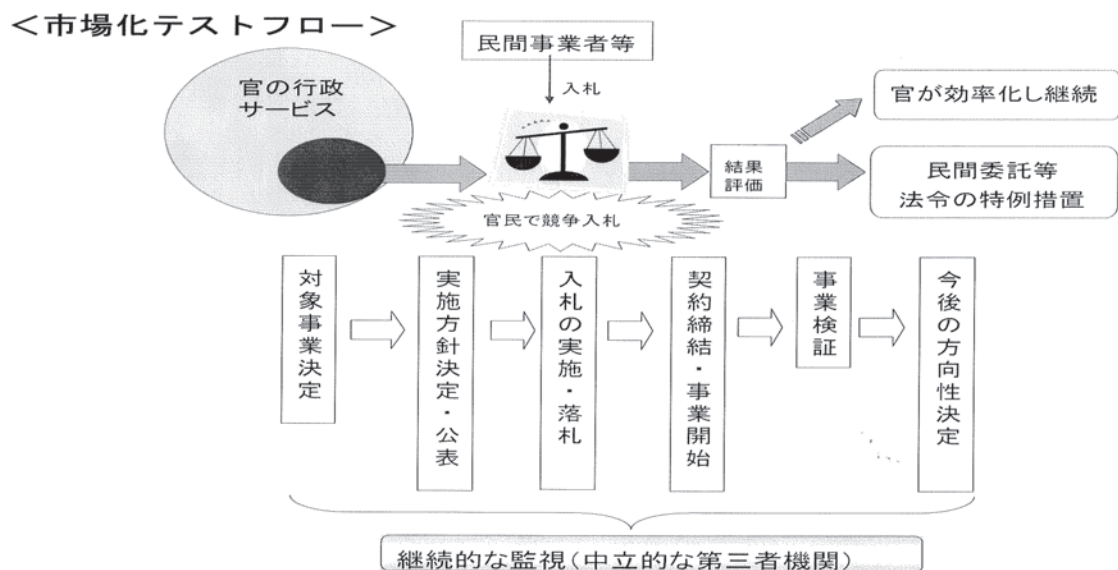 ＜市場化テストフロー＞
民間事業者等
官の行政
サービス
入札
官が効率化し継続
結果
評価
民間委託等
法令の特例措置
官民で競争入札
対象事業決定
実施方針決定・公表
入札の実施・落札
契約締結・事業開始
事業検証
今後の方向性決定
継続的な監視（中立的な第三者機関）